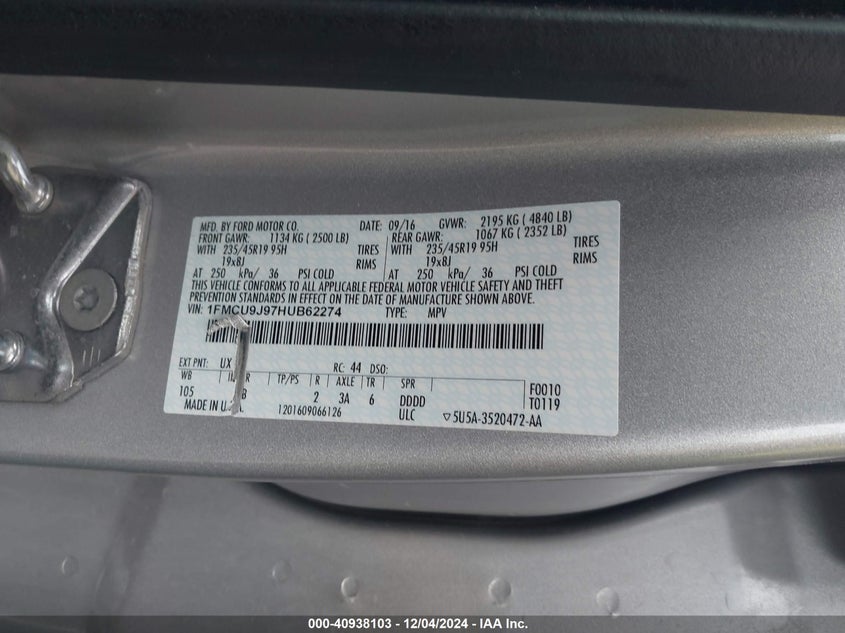 MFD. BY FORD MOTOR CO. DATE: 09/16 GVWR: 2195 KG ( 4840 LB)
FRONT GAWR: 1134 KG ( 2500 LB) REAR GAWR: 1067 KG ( 2352 LB)
WITH 235/45R19 95H TIRES WITH 235/45R19 95H TIRES
19x8J RIMS 19x8J RIMS
AT 250 kPa/ 36 PSI COLD AT 250 kPa/ 36 PSI COLD
THIS VEHICLE CONFORMS TO ALL APPLICABLE FEDERAL MOTOR VEHICLE SAFETY AND THEFT
PREVENTION STANDARDS IN EFFECT ON THE DATE OF MANUFACTURE SHOWN ABOVE.
VIN: 1FMCU9J97HUB62274 TYPE: MPV
EXT PNT: UX RC: 44 DSO:
WB R TP/PS R AXLE TR SPR F0010
105 B 2 3A 6 DDDD T0119
MADE IN U. 1201609066126 ULC ▽5U5A-3520472-AA
000-40938103 - 12/04/2024 - IAA Inc.